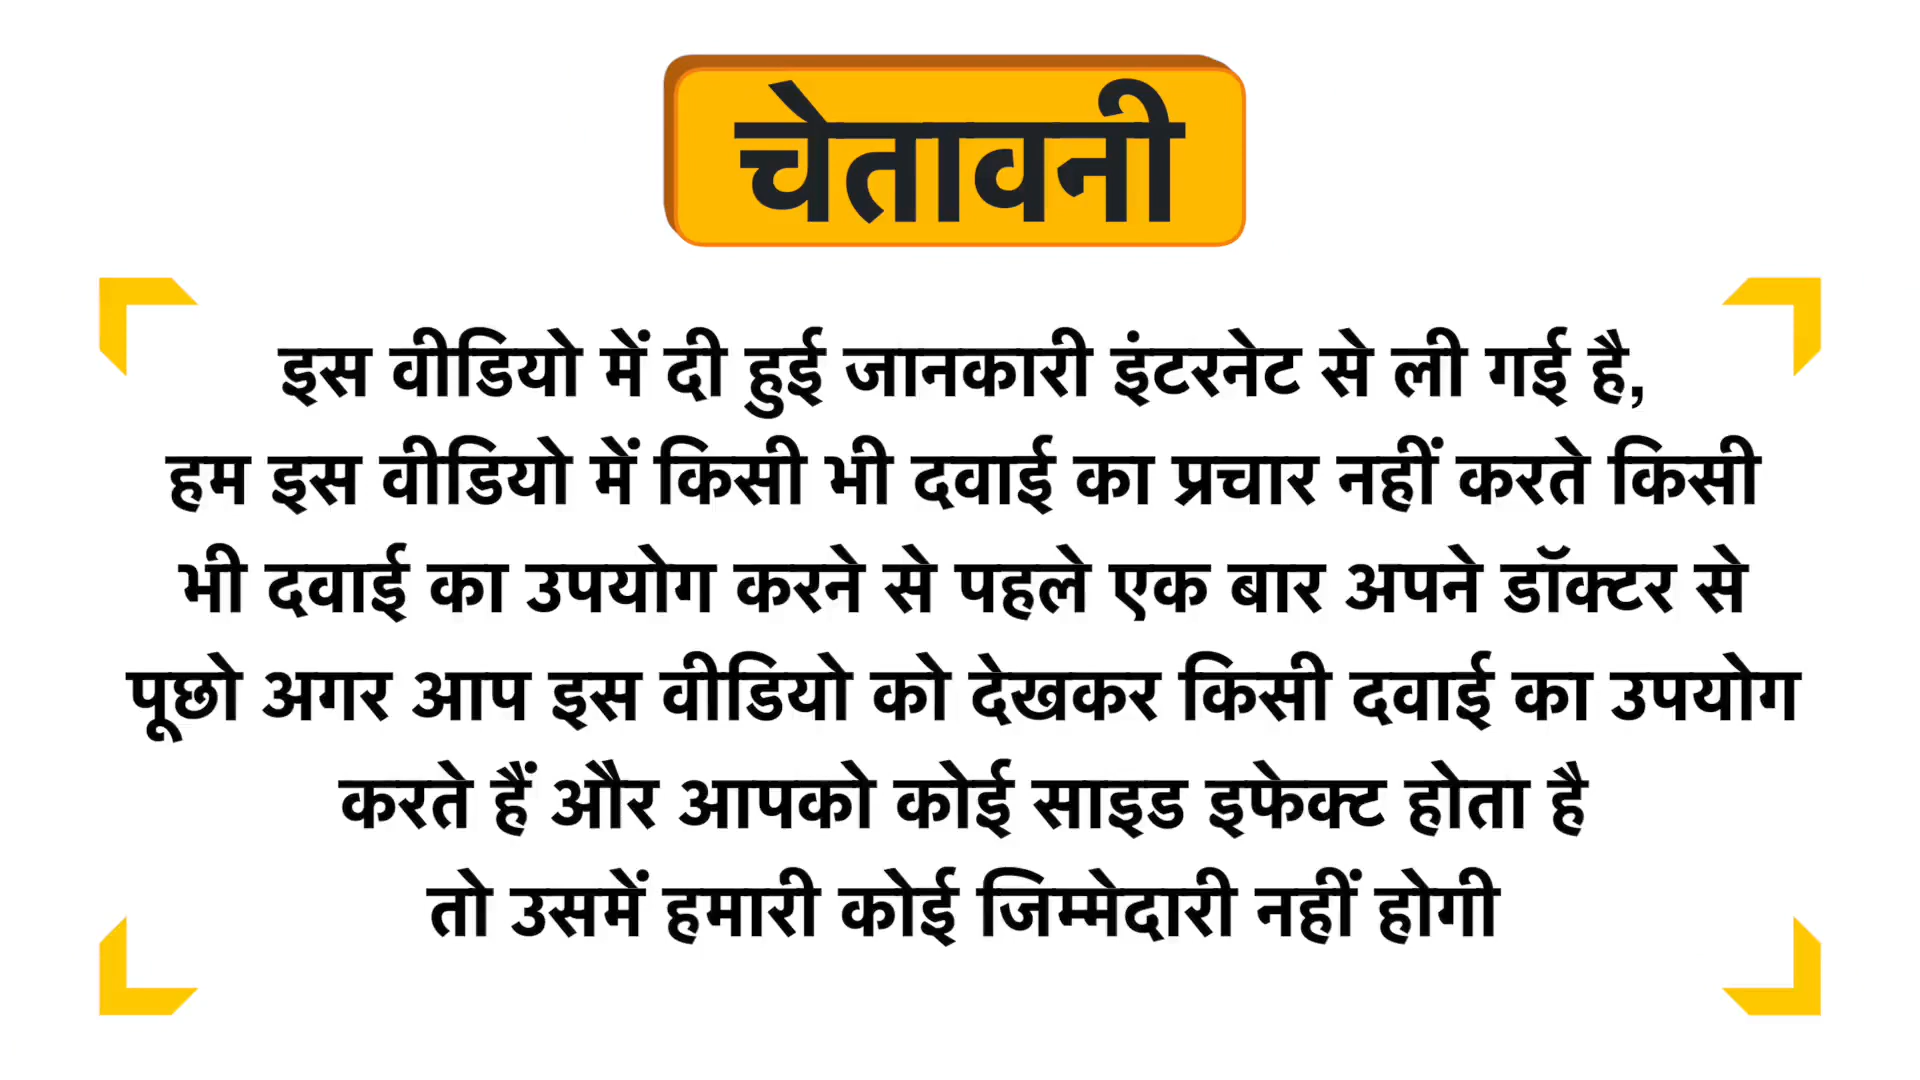 चेतावनी
इस वीडियो में दी हुई जानकारी इंटरनेट से ली गई है,
हम इस वीडियो में किसी भी दवाई का प्रचार नहीं करते किसी
भी दवाई का उपयोग करने से पहले एक बार अपने डॉक्टर से
पूछो अगर आप इस वीडियो को देखकर किसी दवाई का उपयोग
करते हैं और आपको कोई साइड इफेक्ट होता है
तो उसमें हमारी कोई जिम्मेदारी नहीं होगी